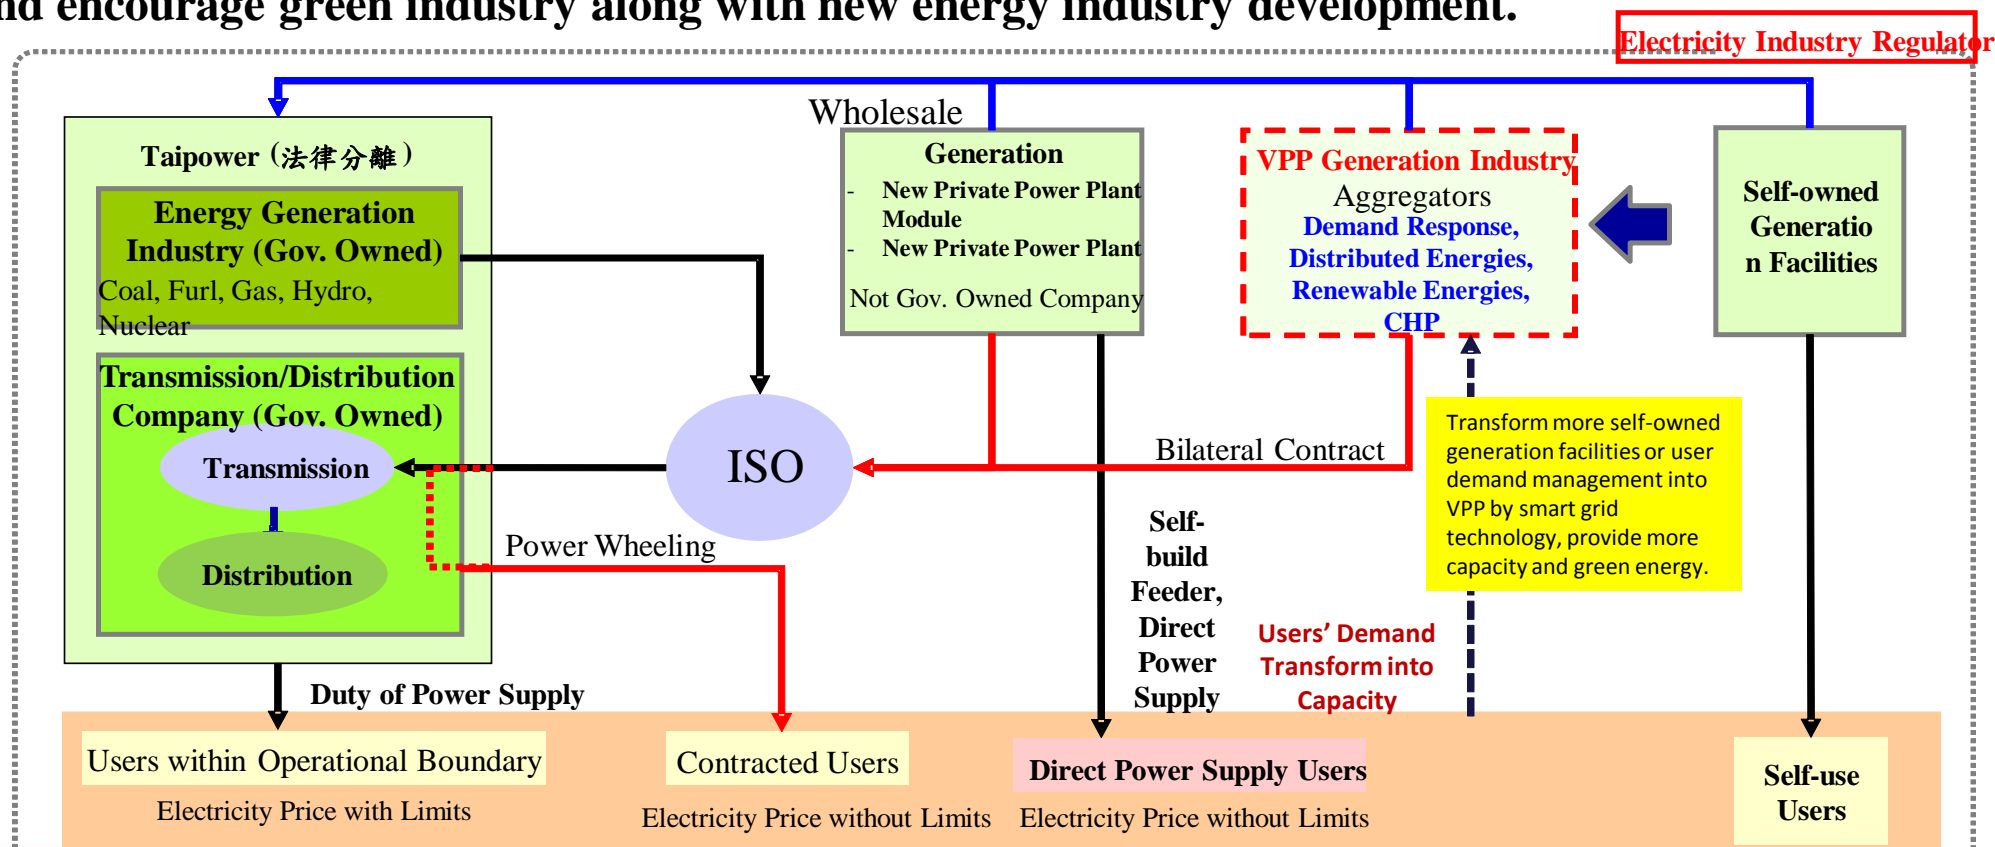 nd encourage green industry along with new energy industry development.
Electricity Industry Regulator
Wholesale
Taipower (法律分離)
Energy Generation
Industry (Gov. Owned)
Coal, Furl, Gas, Hydro,
Nuclear
Transmission/Distribution
Company (Gov. Owned)
Transmission
Distribution
Generation
- New Private Power Plant
Module
- New Private Power Plant
Not Gov. Owned Company
VPP Generation Industry
Aggregators
Demand Response,
Distributed Energies,
Renewable Energies,
CHP
Self-owned
Generatio
n Facilities
ISO
Bilateral Contract
Power Wheeling
Transform more self-owned
generation facilities or user
demand management into
VPP by smart grid
technology, provide more
capacity and green energy.
Self-
build
Feeder,
Direct
Power
Supply
Users’ Demand
Transform into
Capacity
Duty of Power Supply
Users within Operational Boundary
Electricity Price with Limits
Contracted Users
Electricity Price without Limits
Direct Power Supply Users
Electricity Price without Limits
Self-use
Users